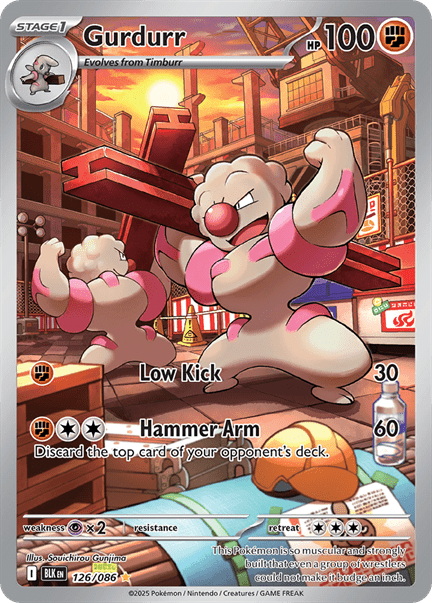 STAGE 1
Gurdurr
HP 100
Evolves from Timburr
Low Kick 30
Hammer Arm 60
Discard the top card of your opponent's deck.
weakness ×2 resistance retreat
Illus. Souichirou Gunjima
I BLK EN 126/086
This Pokémon is so muscular and strongly
built that even a group of wrestlers
could not make it budge an inch.
©2025 Pokémon / Nintendo / Creatures / GAME FREAK